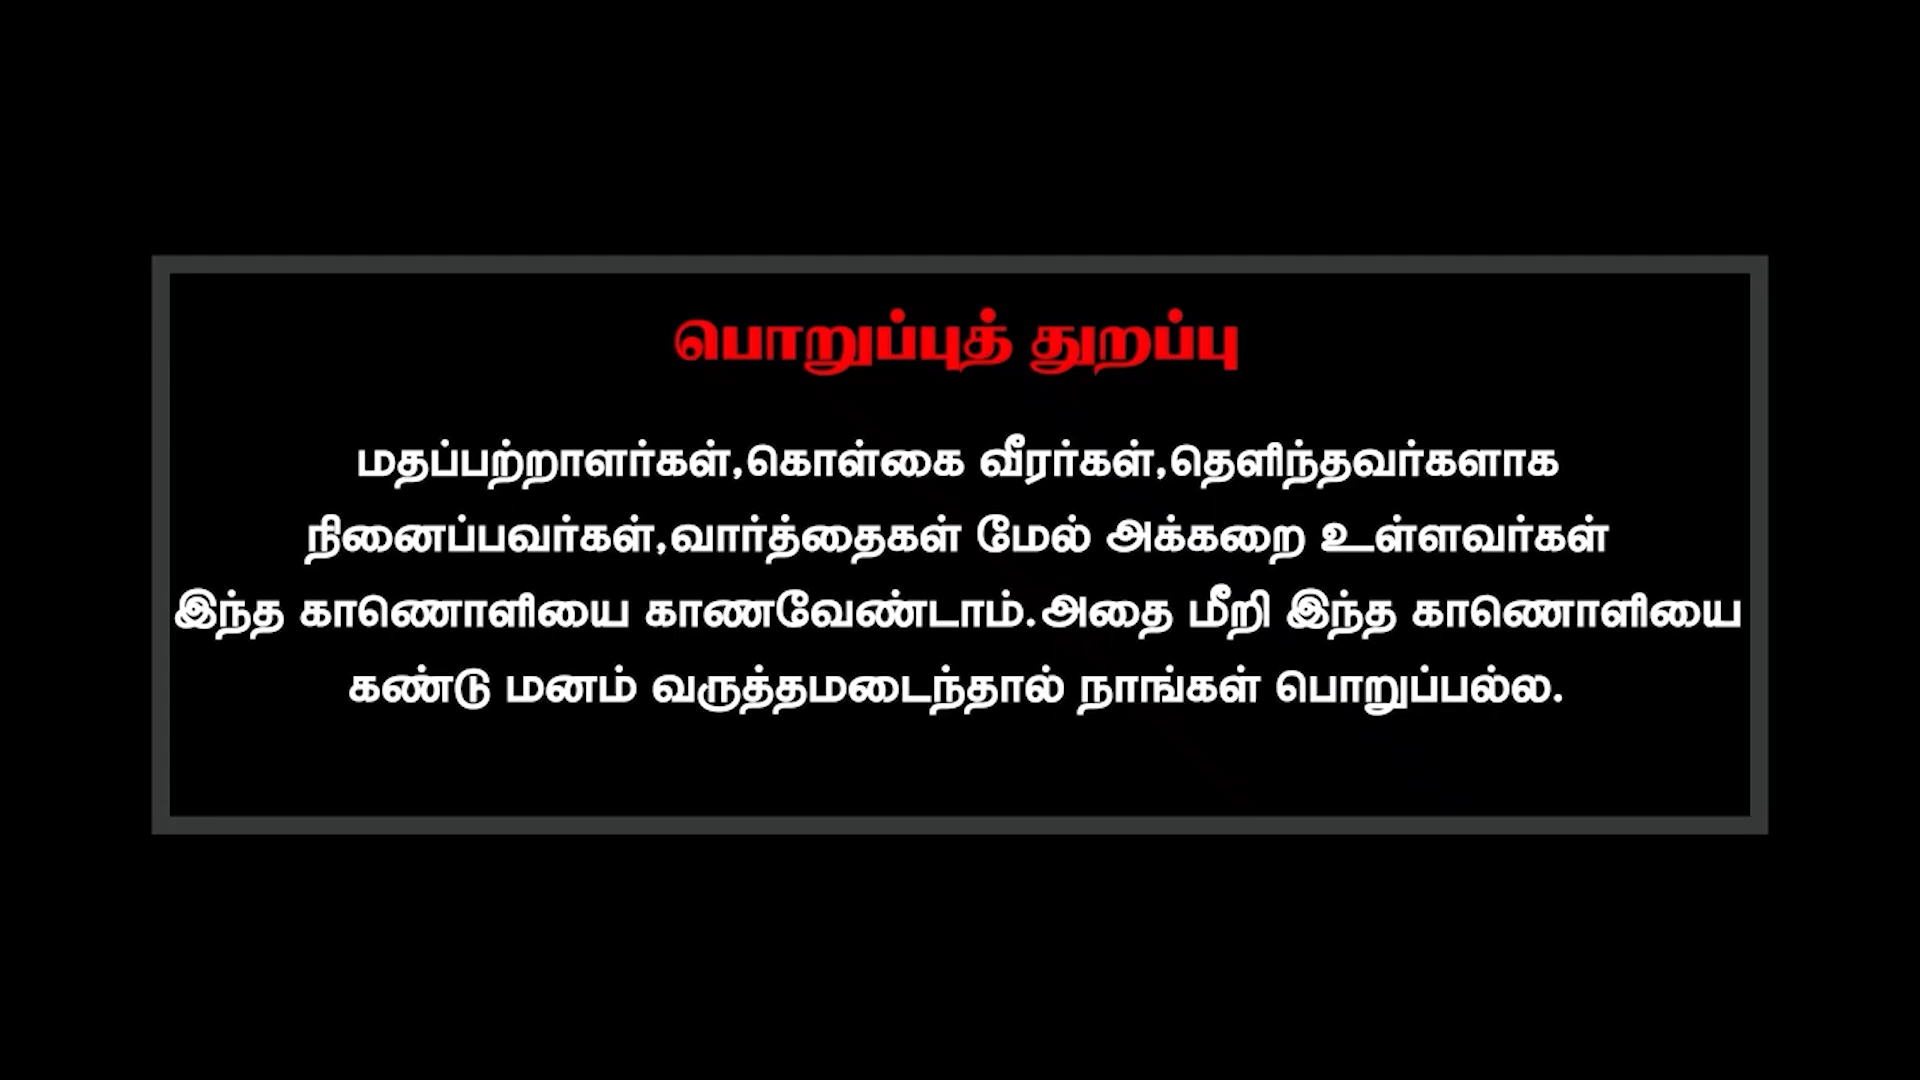 பொறுப்புத் துறப்பு
மதப்பற்றாளர்கள்,கொள்கை வீரர்கள்,தெளிந்தவர்களாக
நினைப்பவர்கள்,வார்த்தைகள் மேல் அக்கறை உள்ளவர்கள்
இந்த காணொளியை காணவேண்டாம்.அதை மீறி இந்த காணொளியை
கண்டு மனம் வருத்தமடைந்தால் நாங்கள் பொறுப்பல்ல.